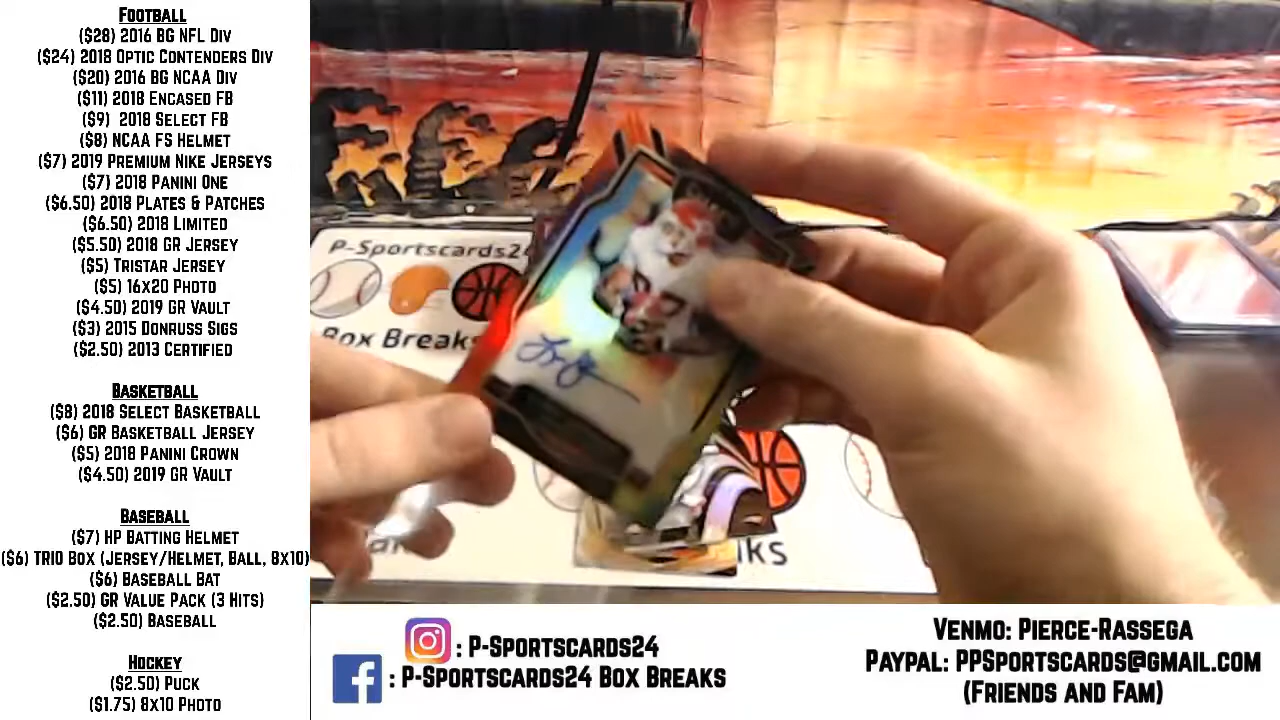 FOOTBALL
($28) 2016 BG NFL DIV
($24) 2018 OPTIC CONTENDERS DIV
($20) 2016 BG NCAA DIV
($11) 2018 ENCASED FB
($9) 2018 SELECT FB
($8) NCAA FS HELMET
($7) 2019 PREMIUM NIKE JERSEYS
($7) 2018 PANINI ONE
($6.50) 2018 PLATES & PATCHES
($6.50) 2018 LIMITED
($5.50) 2018 GR JERSEY
($5) TRISTAR JERSEY
($5) 16X20 PHOTO
($4.50) 2019 GR VAULT
($3) 2015 DONRUSS SIGS
($2.50) 2013 CERTIFIED
BASKETBALL
($8) 2018 SELECT BASKETBALL
($6) GR BASKETBALL JERSEY
($5) 2018 PANINI CROWN
($4.50) 2019 GR VAULT
BASEBALL
($7) HP BATTING HELMET
($6) TRIO BOX (JERSEY/HELMET, BALL, 8X10)
($6) BASEBALL BAT
($2.50) GR VALUE PACK (3 HITS)
($2.50) BASEBALL
HOCKEY
($2.50) PUCK
($1.75) 8X10 PHOTO
P-Sportscards2
Box Breaks
: P-SPORTSCARDS24
: P-SPORTSCARDS24 BOX BREAKS
VENMO: PIERCE-RASSEGA
PAYPAL: PPSPORTSCARDS@GMAIL.COM
(FRIENDS AND FAM)